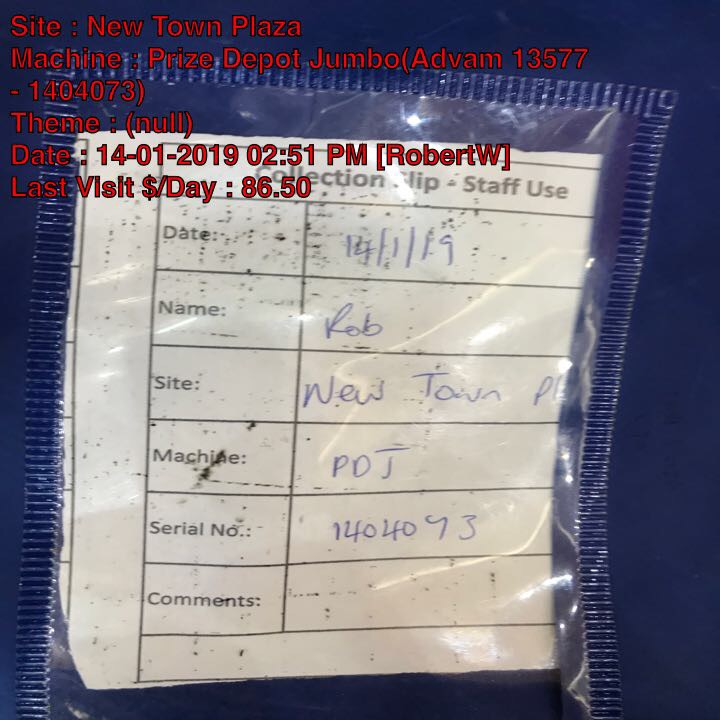 Site : New Town Plaza
Machine : Prize Depot Jumbo(Advam 13577
- 1404073)
Theme : (null)
Date : 14-01-2019 02:51 PM [RobertW]
Last Visit $/Day : 86.50
Collection Slip - Staff Use
Date: 14/1/19
Name: Rob
Site: New Town Pl
Machine: PDJ
Serial No.: 1404073
Comments: